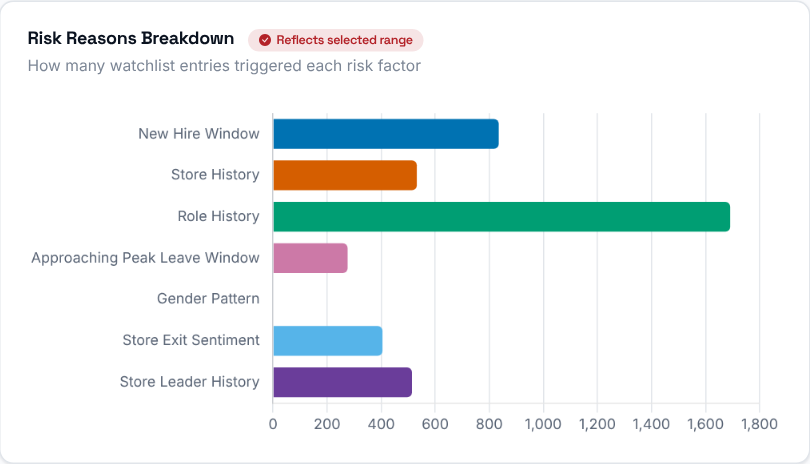 Risk Reasons Breakdown
Reflects selected range
How many watchlist entries triggered each risk factor
New Hire Window
Store History
Role History
Approaching Peak Leave Window
Gender Pattern
Store Exit Sentiment
Store Leader History
0 200 400 600 800 1,000 1,200 1,400 1,600 1,800